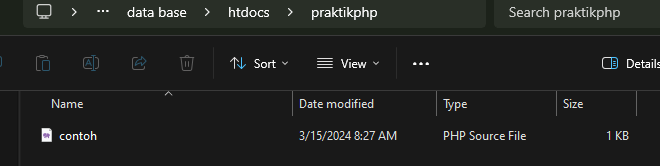 ··· > data base > htdocs > praktikphp > Search praktikphp
Sort View ··· Details
Name Date modified Type Size
contoh 3/15/2024 8:27 AM PHP Source File 1 KB